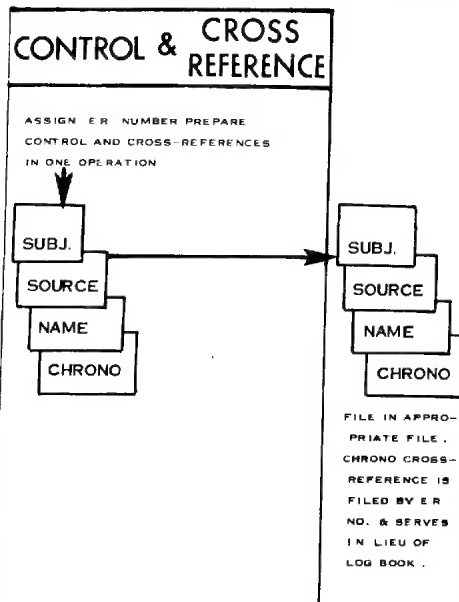 CONTROL & CROSS REFERENCE
ASSIGN ER NUMBER PREPARE
CONTROL AND CROSS-REFERENCES
IN ONE OPERATION
SUBJ.
SOURCE
NAME
CHRONO
SUBJ.
SOURCE
NAME
CHRONO
FILE IN APPRO-
PRIATE FILE.
CHRONO CROSS-
REFERENCE IS
FILED BY ER
NO. & SERVES
IN LIEU OF
LOG BOOK.